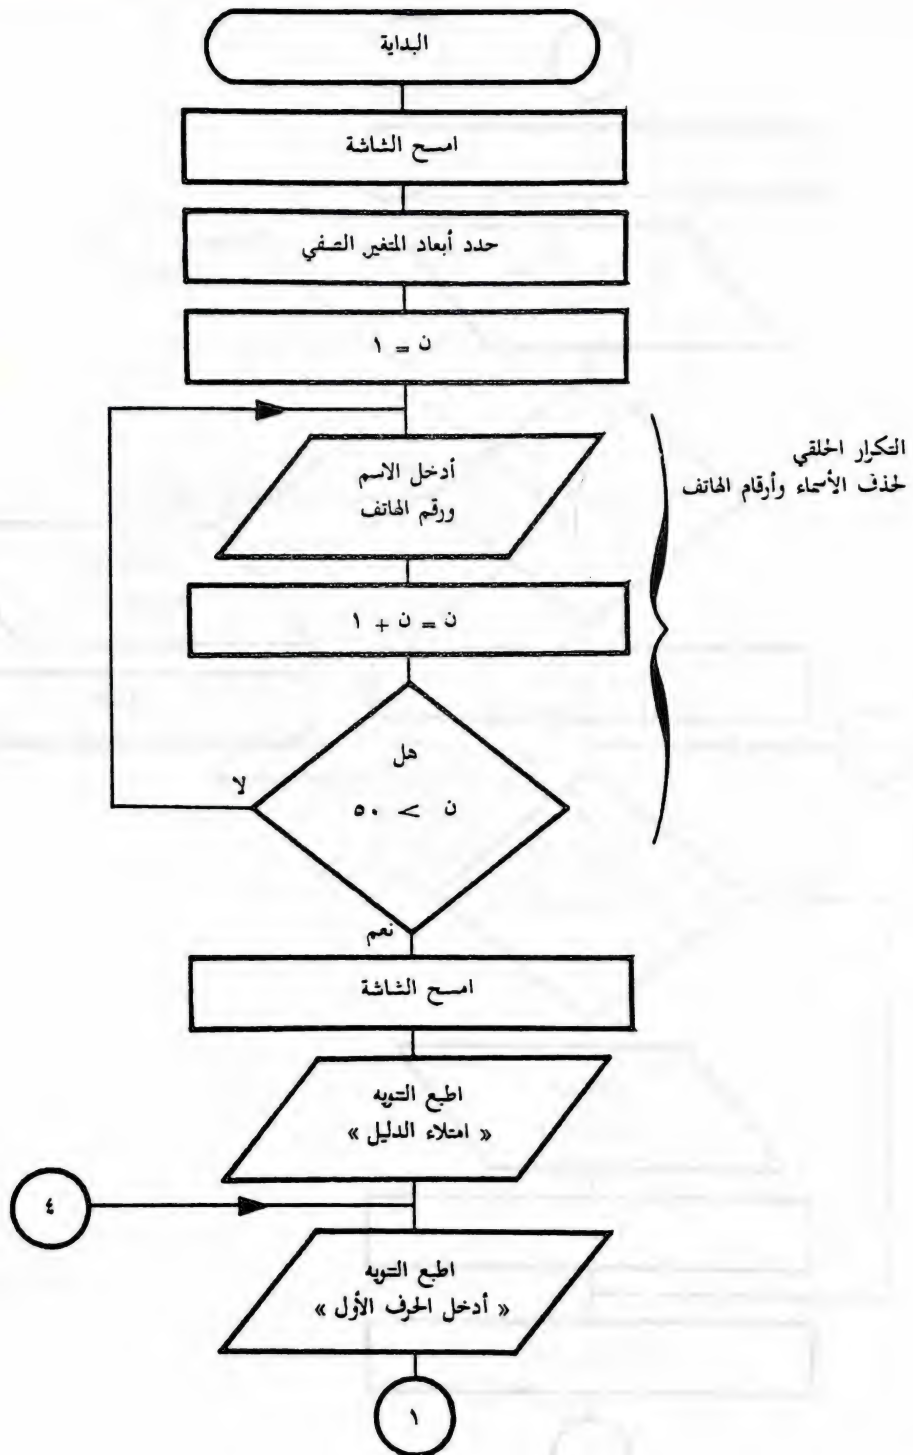 البداية
امسح الشاشة
حدد أبعاد المتغير الصفي
ن = ١
التكرار الحلقي
لحذف الأسماء وأرقام الهاتف
أدخل الاسم
ورقم الهاتف
ن = ن + ١
هل
ن > ٥٠
لا
نعم
امسح الشاشة
اطبع التنويه
« امتلاء الدليل »
٤
اطبع التنويه
« أدخل الحرف الأول »
١